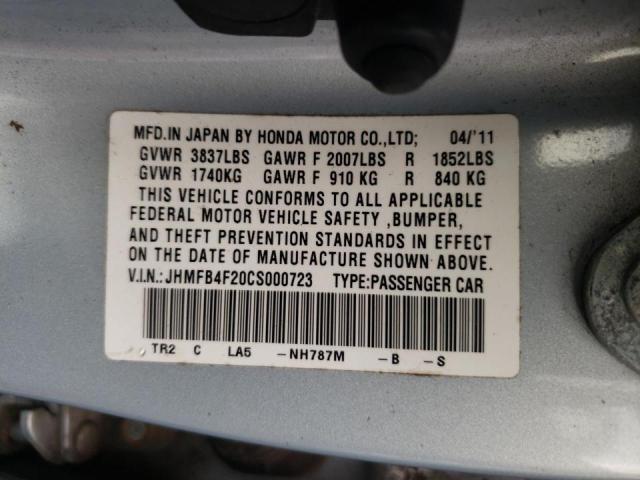 MFD.IN JAPAN BY HONDA MOTOR CO.,LTD; 04/'11
GVWR 3837LBS GAWR F 2007LBS R 1852LBS
GVWR 1740KG GAWR F 910 KG R 840 KG
THIS VEHICLE CONFORMS TO ALL APPLICABLE
FEDERAL MOTOR VEHICLE SAFETY ,BUMPER,
AND THEFT PREVENTION STANDARDS IN EFFECT
ON THE DATE OF MANUFACTURE SHOWN ABOVE.
V.I.N.: JHMFB4F20CS000723 TYPE:PASSENGER CAR
TR2 C LA5 -NH787M -B -S